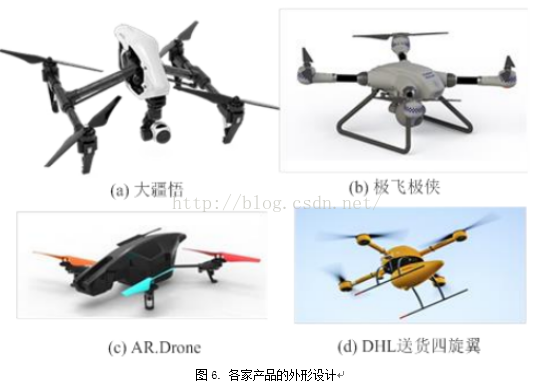 (a) 大疆悟
(b) 极飞极侠
http://blog.csdn.net/
(c) AR.Drone
(d) DHL送货四旋翼
图 6. 各家产品的外形设计↵